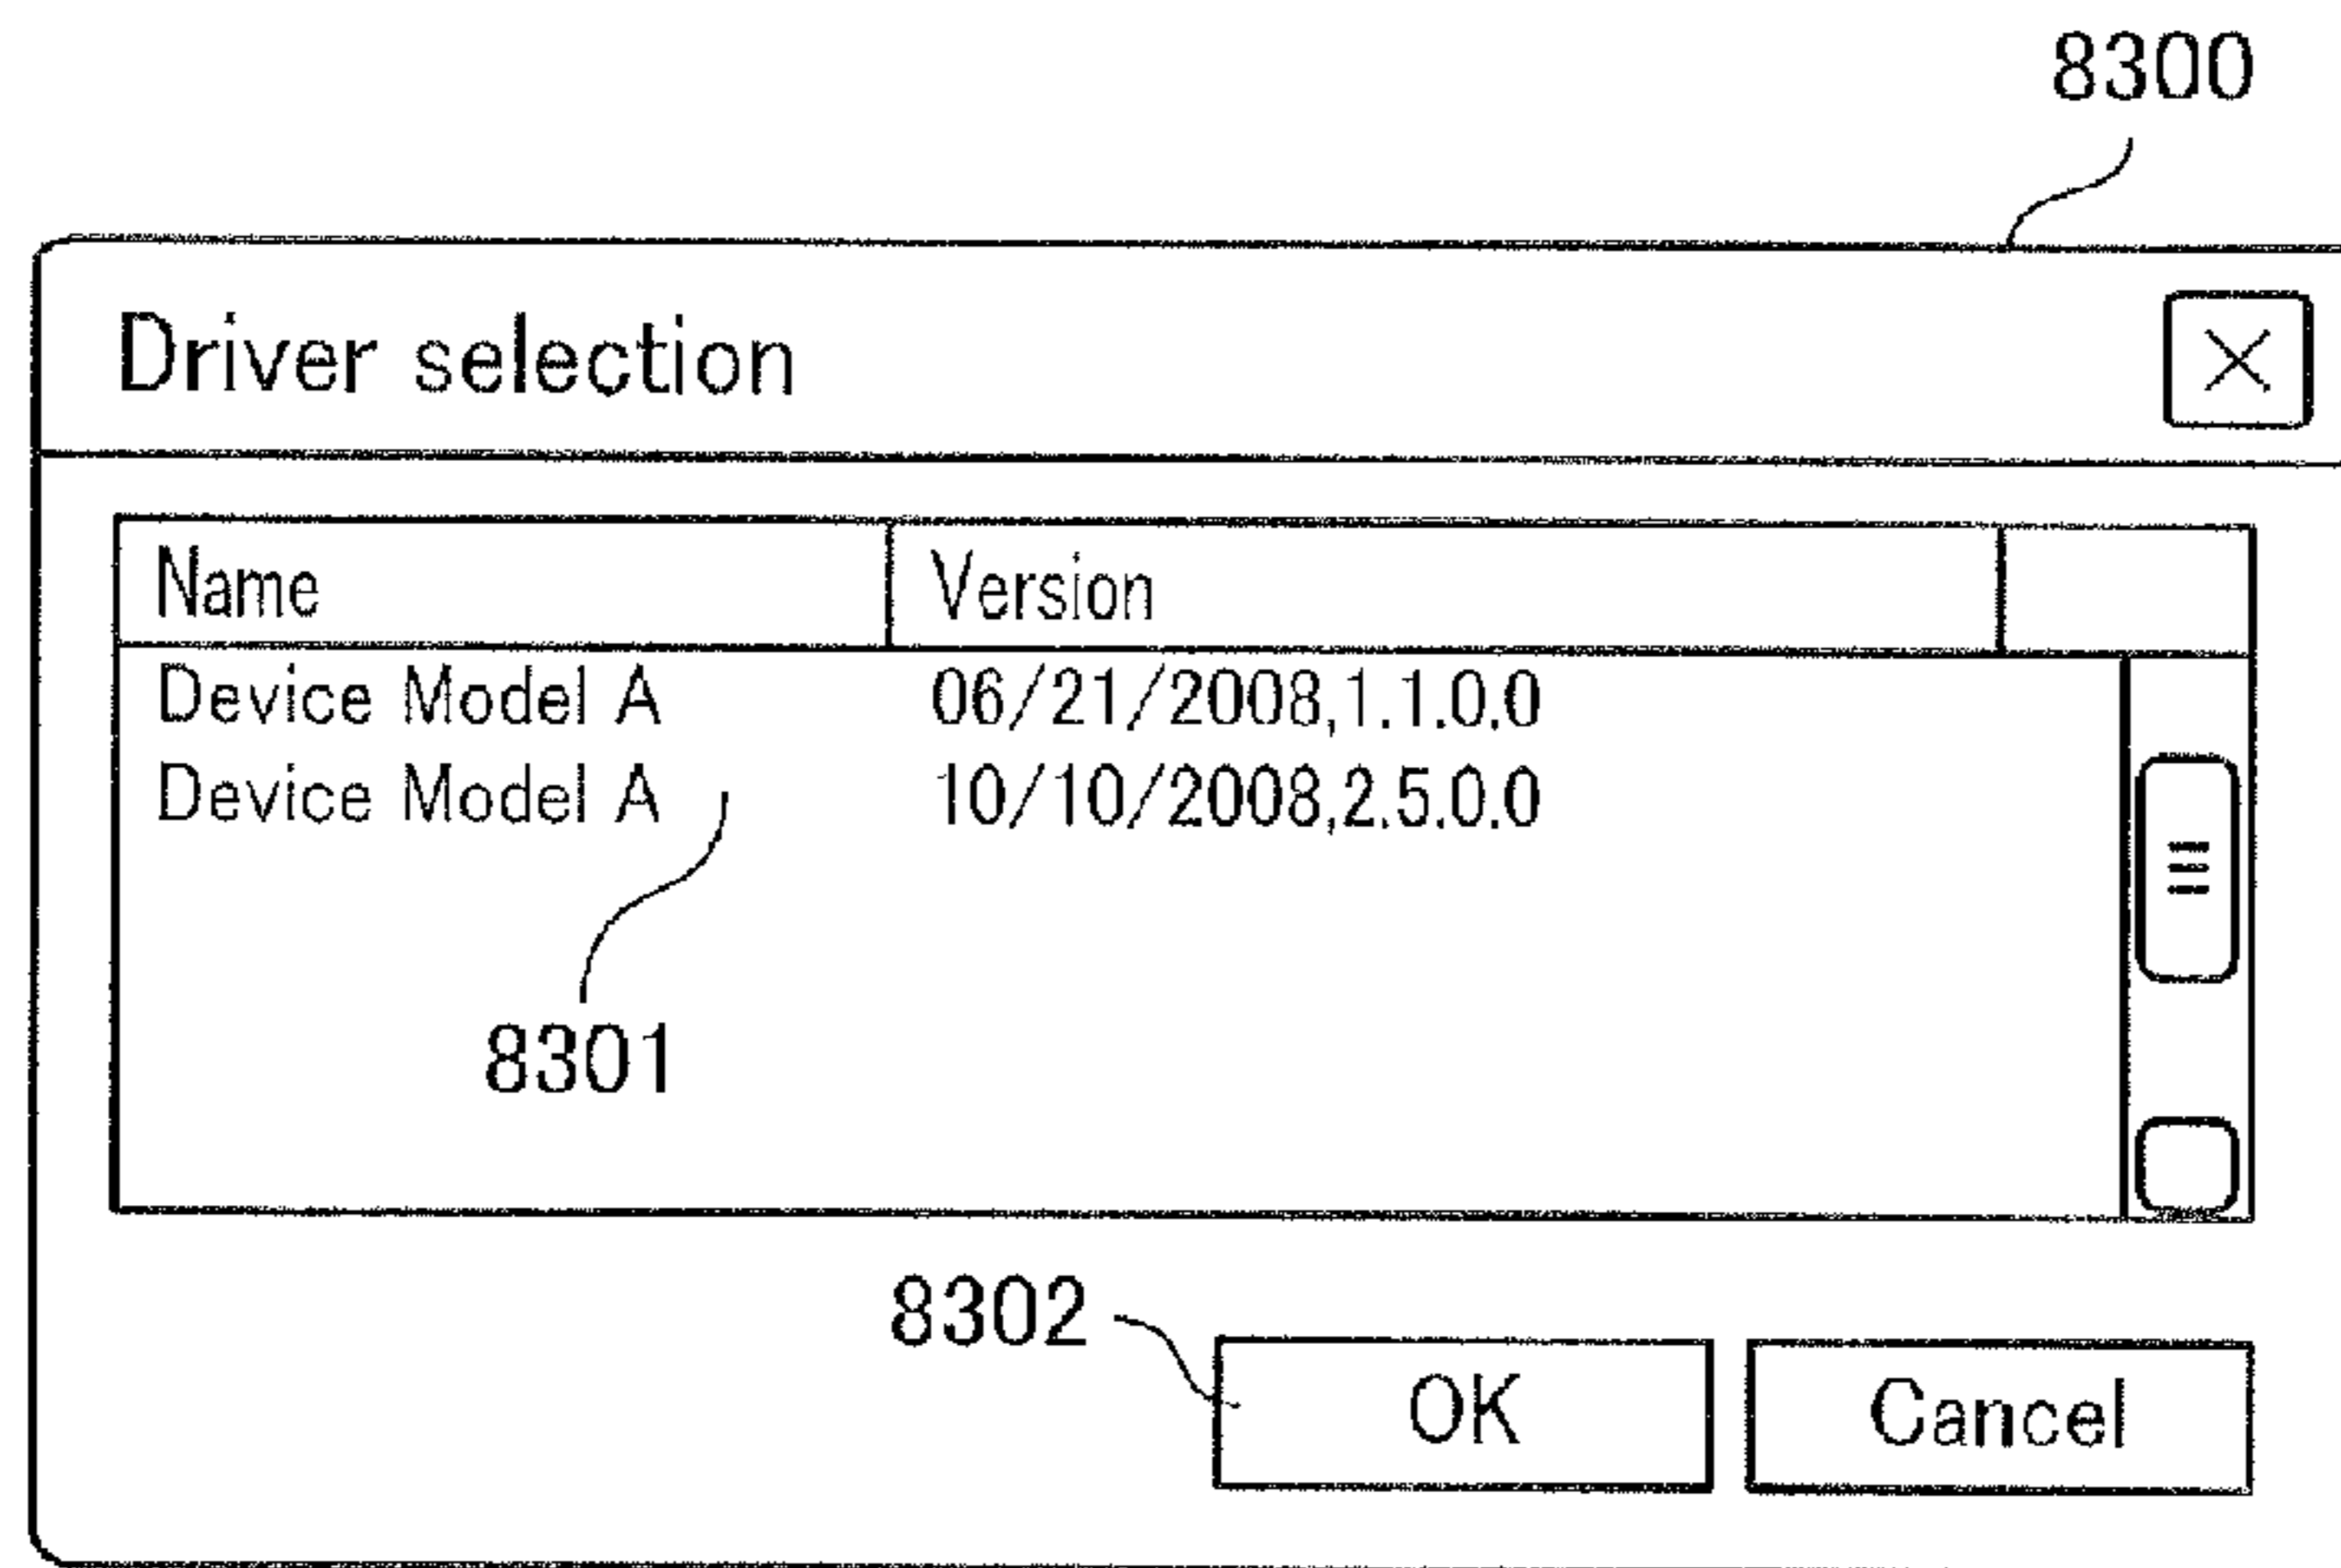 8300
Driver selection
Name Version
Device Model A 06/21/2008,1.1.0.0
Device Model A 10/10/2008,2.5.0.0
8301
8302
OK Cancel